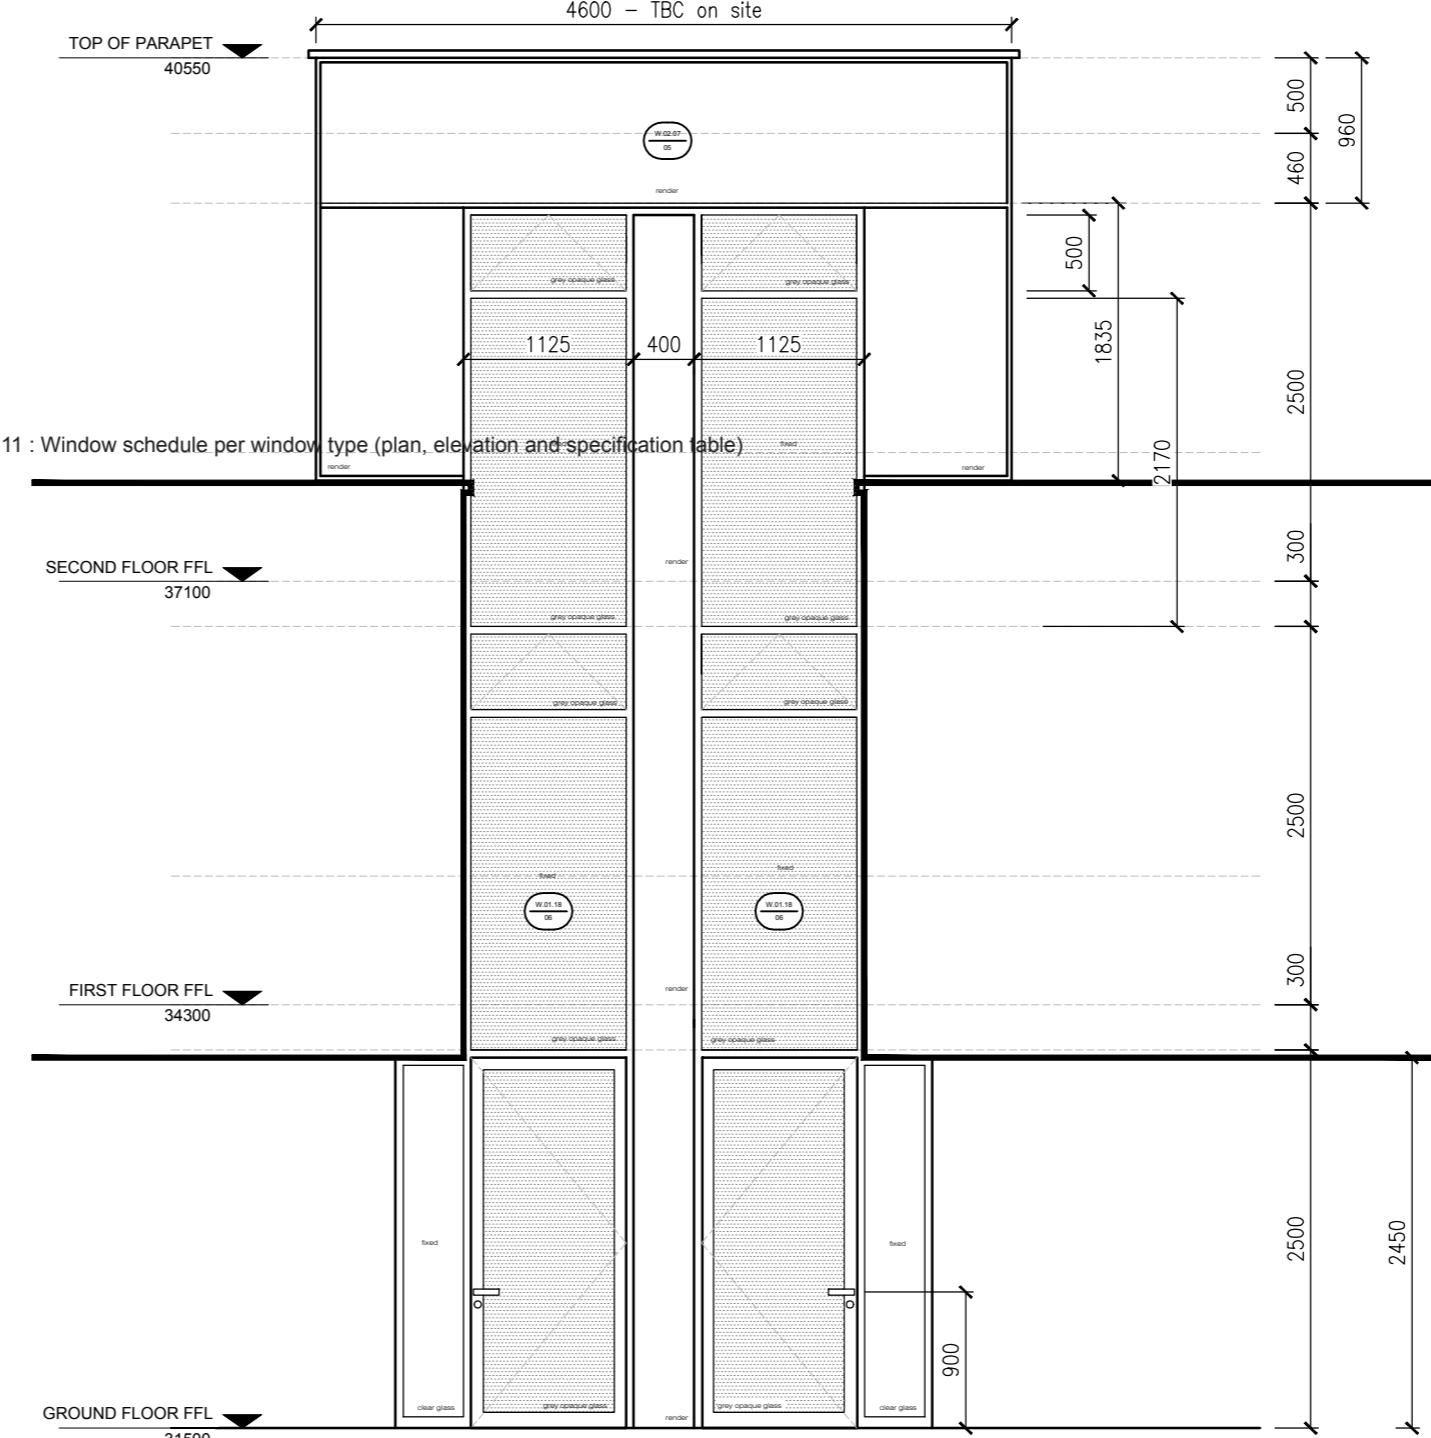 4600 – TBC on site
TOP OF PARAPET
40550
500
960
W.02.07
05
460
render
500
grey opaque glass
grey opaque glass
1125
400
1125
1835
2500
11 : Window schedule per window type (plan, elevation and specification table)
fixed
fixed
render
render
2170
300
render
SECOND FLOOR FFL
37100
grey opaque glass
grey opaque glass
grey opaque glass
grey opaque glass
2500
fixed
fixed
W.01.18
06
W.01.18
06
300
render
FIRST FLOOR FFL
34300
grey opaque glass
grey opaque glass
fixed
fixed
2500
2450
900
clear glass
grey opaque glass
render
grey opaque glass
clear glass
GROUND FLOOR FFL
31500